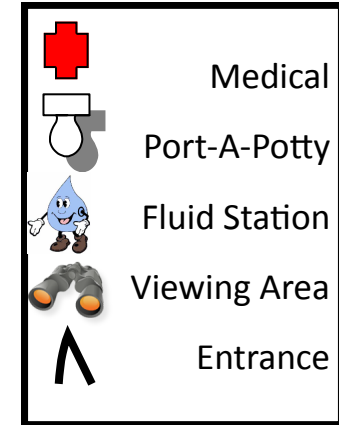 Medical
Port-A-Potty
Fluid Station
Viewing Area
Entrance